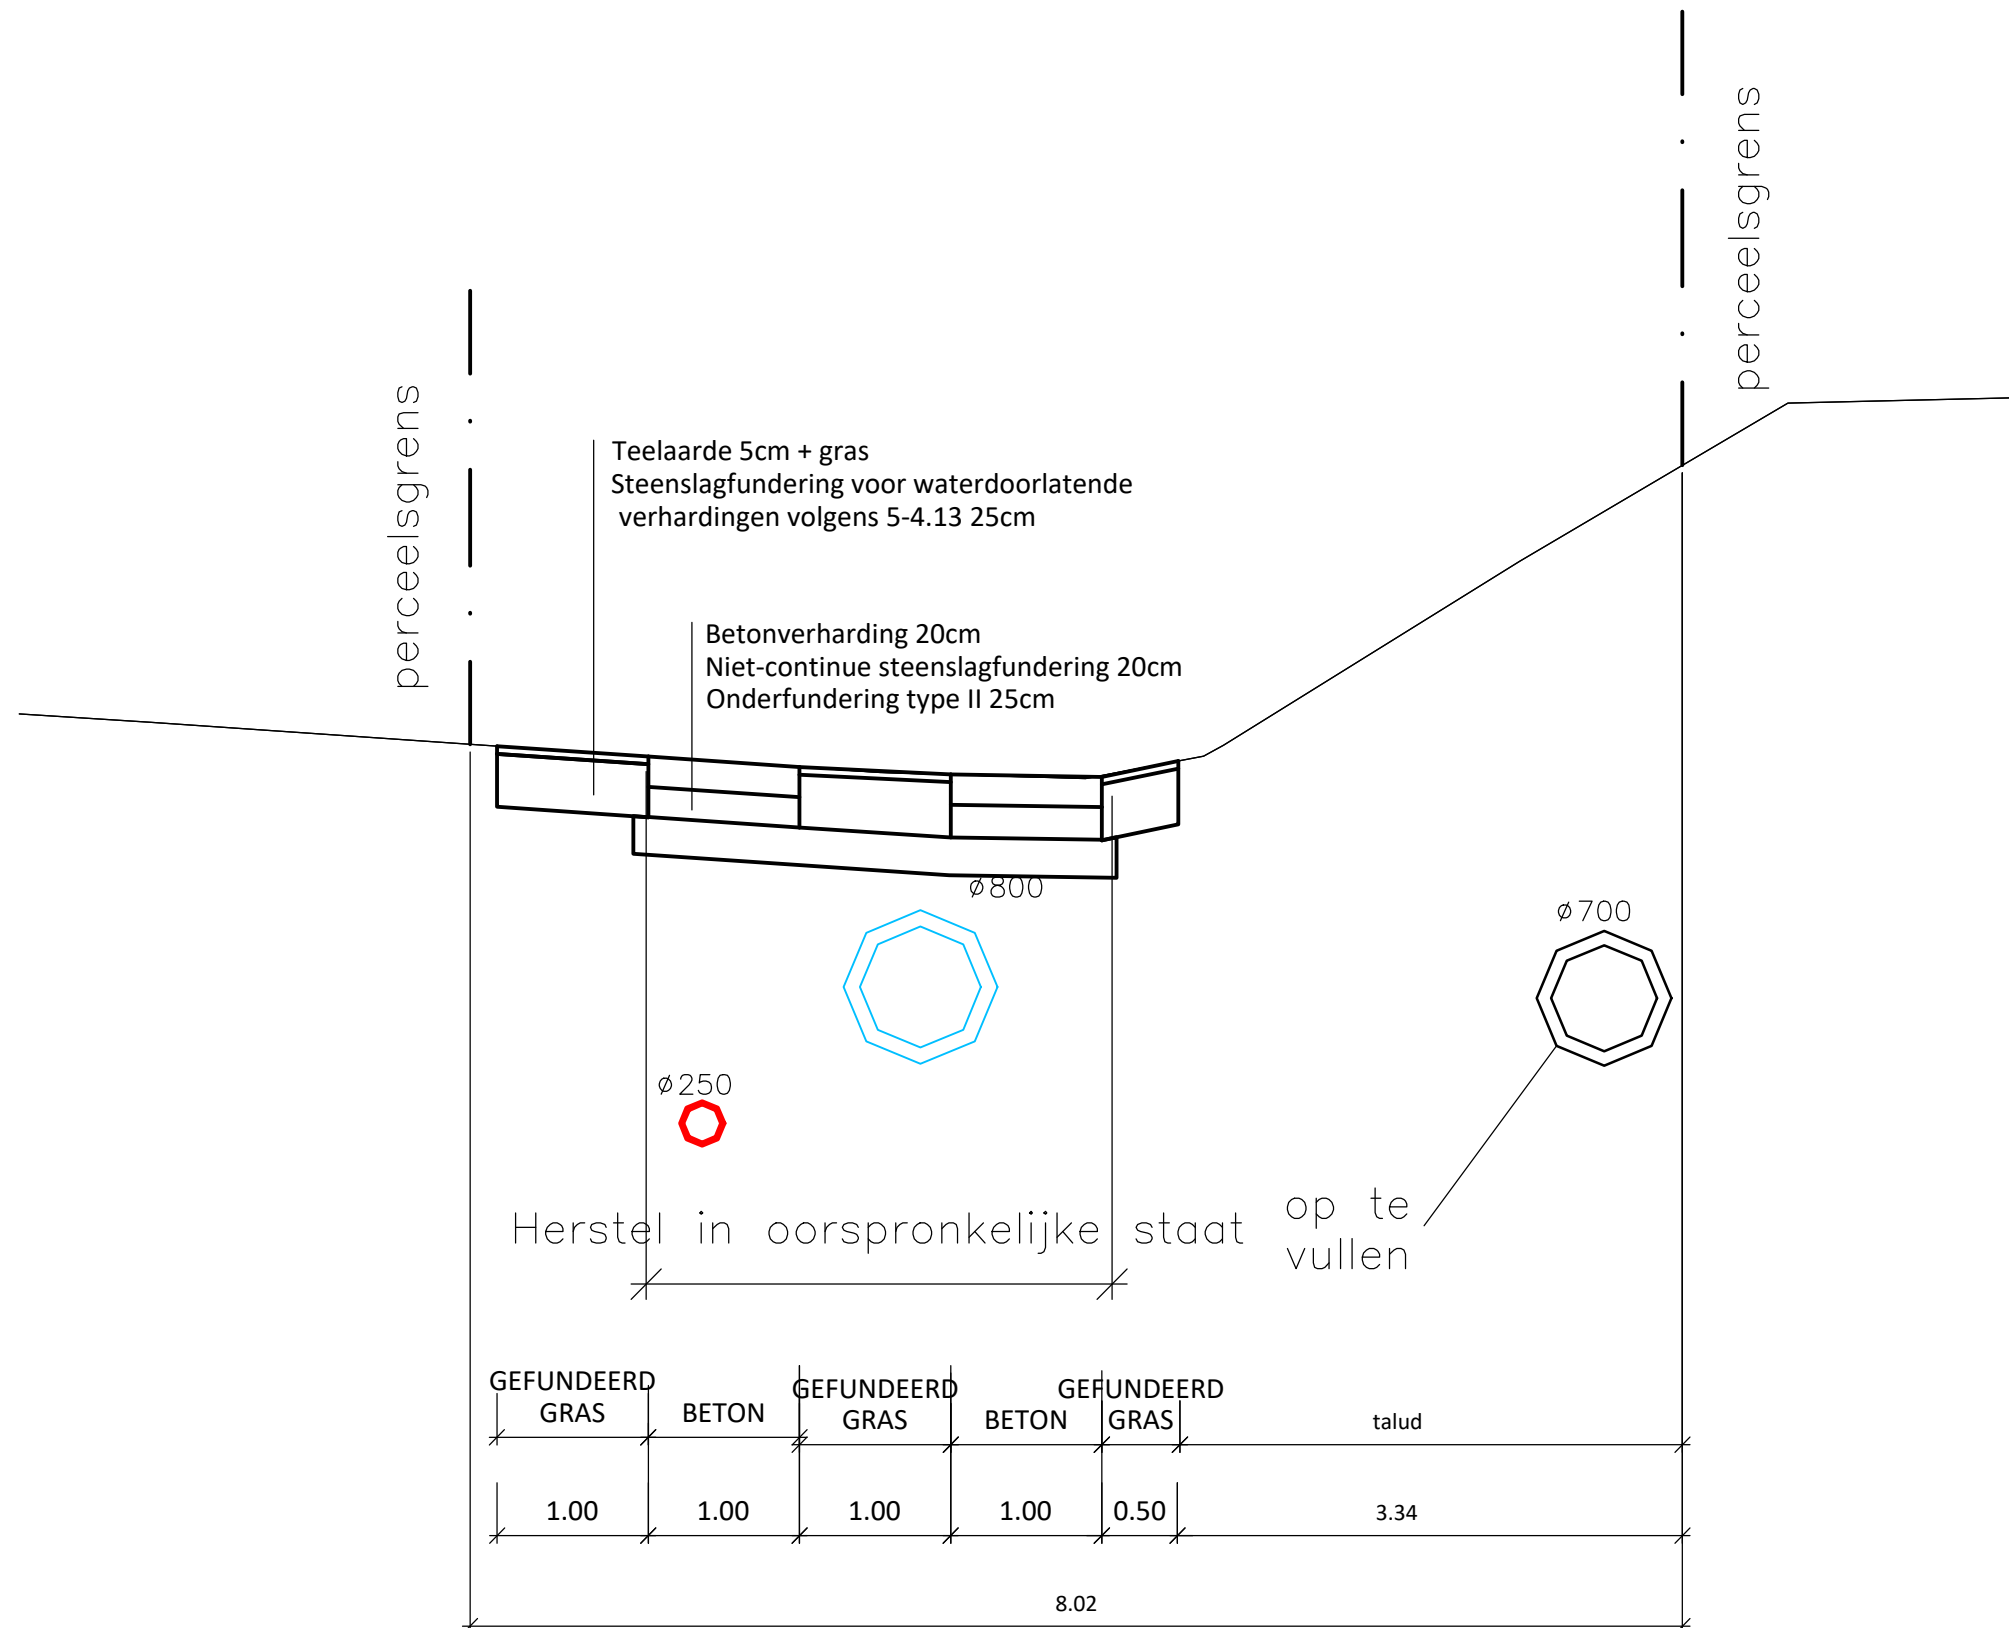 perceelsgrens
perceelsgrens
Teelaarde 5cm + gras
Steenslagfundering voor waterdoorlatende
verhardingen volgens 5-4.13 25cm
Betonverharding 20cm
Niet-continue steenslagfundering 20cm
Onderfundering type II 25cm
ø800
ø700
ø250
Herstel in oorspronkelijke staat
op te
vullen
GEFUNDEERD
GRAS
BETON
GEFUNDEERD
GRAS
BETON
GEFUNDEERD
GRAS
talud
1.00
1.00
1.00
1.00
0.50
3.34
8.02